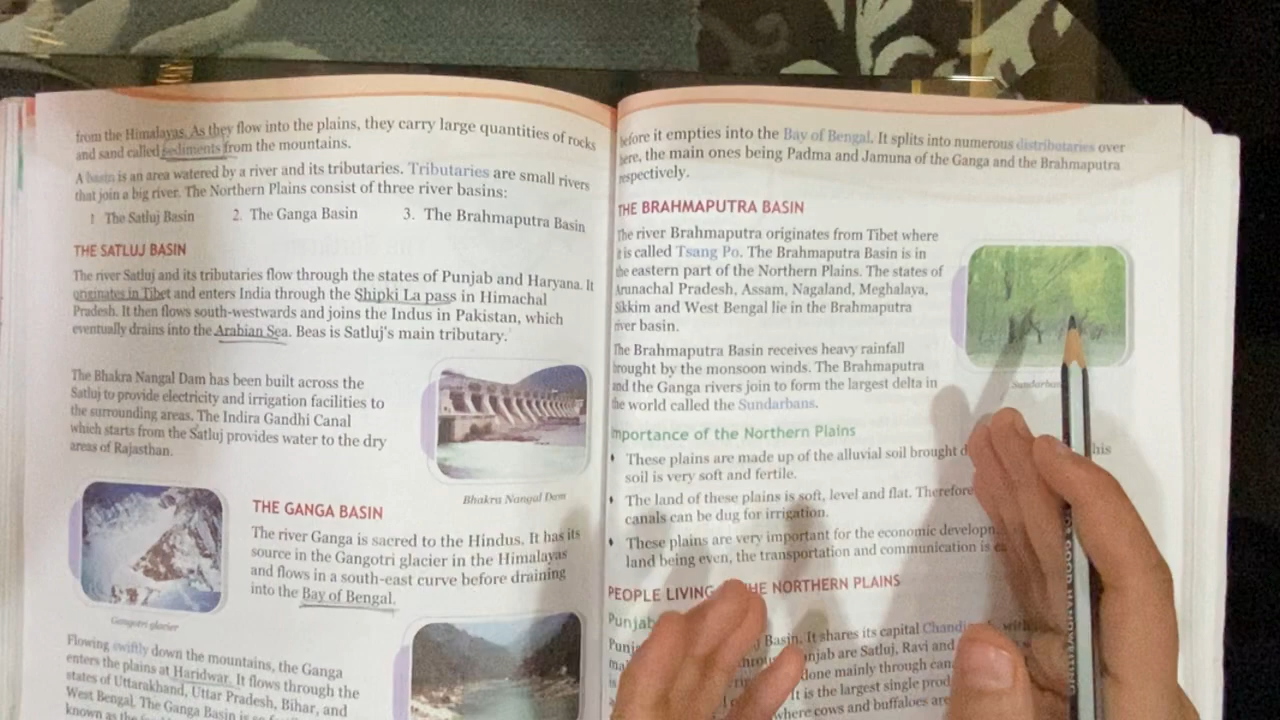 from the Himalayas. As they flow into the plains, they carry large quantities of rocks
and sand called sediments from the mountains.
A basin is an area watered by a river and its tributaries. Tributaries are small rivers
that join a big river. The Northern Plains consist of three river basins:
1 The Satluj Basin 2. The Ganga Basin 3. The Brahmaputra Basin
THE SATLUJ BASIN
The river Satluj and its tributaries flow through the states of Punjab and Haryana. It
originates in Tibet and enters India through the Shipki La pass in Himachal
Pradesh. It then flows south-westwards and joins the Indus in Pakistan, which
eventually drains into the Arabian Sea. Beas is Satluj's main tributary.
The Bhakra Nangal Dam has been built across the
Satluj to provide electricity and irrigation facilities to
the surrounding areas. The Indira Gandhi Canal
which starts from the Satluj provides water to the dry
areas of Rajasthan.
Bhakra Nangal Dam
THE GANGA BASIN
The river Ganga is sacred to the Hindus. It has its
source in the Gangotri glacier in the Himalayas
and flows in a south-east curve before draining
into the Bay of Bengal.
Gangotri glacier
Flowing swiftly down the mountains, the Ganga
enters the plains at Haridwar. It flows through the
states of Uttarakhand, Uttar Pradesh, Bihar, and
West Bengal. The Ganga Basin is
known as the
before it empties into the Bay of Bengal. It splits into numerous distributaries over
here, the main ones being Padma and Jamuna of the Ganga and the Brahmaputra
respectively.
THE BRAHMAPUTRA BASIN
The river Brahmaputra originates from Tibet where
it is called Tsang Po. The Brahmaputra Basin is in
the eastern part of the Northern Plains. The states of
Arunachal Pradesh, Assam, Nagaland, Meghalaya,
Sikkim and West Bengal lie in the Brahmaputra
river basin.
The Brahmaputra Basin receives heavy rainfall
brought by the monsoon winds. The Brahmaputra
and the Ganga rivers join to form the largest delta in
the world called the Sundarbans.
Sundarban
mportance of the Northern Plains
• These plains are made up of the alluvial soil brought d his
soil is very soft and fertile.
• The land of these plains is soft, level and flat. Therefore
canals can be dug for irrigation.
• These plains are very important for the economic developm
land being even, the transportation and communication is
PEOPLE LIVING HE NORTHERN PLAINS
Punjab
Basin. It shares its capital Chandi with
njab are Satluj, Ravi and
done mainly through can
It is the largest single prod
where cows and buffaloes are